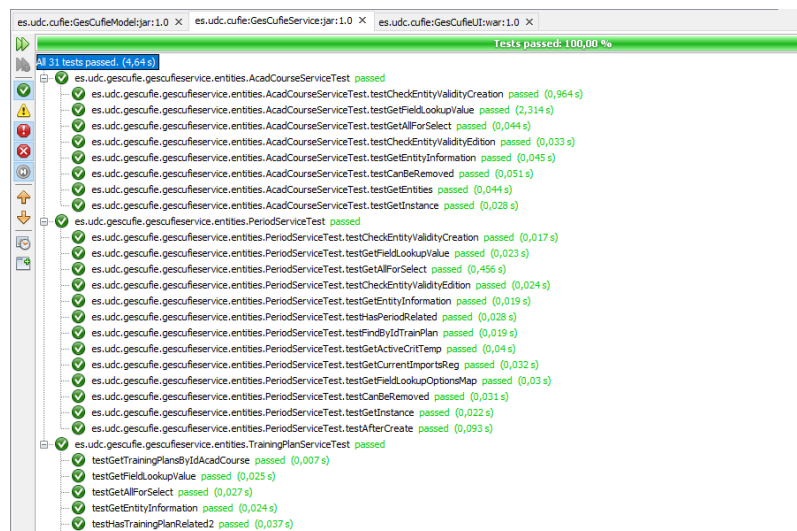 es.udc.cufie:GesCufieModel:jar:1.0 × es.udc.cufie:GesCufieService:jar:1.0 × es.udc.cufie:GesCufieUI:war:1.0 ×
Tests passed: 100,00 %
All 31 tests passed. (4,64 s)
es.udc.gescufie.gescufieservice.entities.AcadCourseServiceTest passed
es.udc.gescufie.gescufieservice.entities.AcadCourseServiceTest.testCheckEntityValidityCreation passed (0,964 s)
es.udc.gescufie.gescufieservice.entities.AcadCourseServiceTest.testGetFieldLookupValue passed (2,314 s)
es.udc.gescufie.gescufieservice.entities.AcadCourseServiceTest.testGetAllForSelect passed (0,044 s)
es.udc.gescufie.gescufieservice.entities.AcadCourseServiceTest.testCheckEntityValidityEdition passed (0,033 s)
es.udc.gescufie.gescufieservice.entities.AcadCourseServiceTest.testGetEntityInformation passed (0,045 s)
es.udc.gescufie.gescufieservice.entities.AcadCourseServiceTest.testCanBeRemoved passed (0,051 s)
es.udc.gescufie.gescufieservice.entities.AcadCourseServiceTest.testGetEntities passed (0,044 s)
es.udc.gescufie.gescufieservice.entities.AcadCourseServiceTest.testGetInstance passed (0,028 s)
es.udc.gescufie.gescufieservice.entities.PeriodServiceTest passed
es.udc.gescufie.gescufieservice.entities.PeriodServiceTest.testCheckEntityValidityCreation passed (0,017 s)
es.udc.gescufie.gescufieservice.entities.PeriodServiceTest.testGetFieldLookupValue passed (0,023 s)
es.udc.gescufie.gescufieservice.entities.PeriodServiceTest.testGetAllForSelect passed (0,456 s)
es.udc.gescufie.gescufieservice.entities.PeriodServiceTest.testCheckEntityValidityEdition passed (0,024 s)
es.udc.gescufie.gescufieservice.entities.PeriodServiceTest.testGetEntityInformation passed (0,019 s)
es.udc.gescufie.gescufieservice.entities.PeriodServiceTest.testHasPeriodRelated passed (0,028 s)
es.udc.gescufie.gescufieservice.entities.PeriodServiceTest.testFindByIdTrainPlan passed (0,019 s)
es.udc.gescufie.gescufieservice.entities.PeriodServiceTest.testGetActiveCritTemp passed (0,04 s)
es.udc.gescufie.gescufieservice.entities.PeriodServiceTest.testGetCurrentImportsReg passed (0,032 s)
es.udc.gescufie.gescufieservice.entities.PeriodServiceTest.testGetFieldLookupOptionsMap passed (0,03 s)
es.udc.gescufie.gescufieservice.entities.PeriodServiceTest.testCanBeRemoved passed (0,031 s)
es.udc.gescufie.gescufieservice.entities.PeriodServiceTest.testGetInstance passed (0,022 s)
es.udc.gescufie.gescufieservice.entities.PeriodServiceTest.testAfterCreate passed (0,093 s)
es.udc.gescufie.gescufieservice.entities.TrainingPlanServiceTest passed
testGetTrainingPlansByIdAcadCourse passed (0,007 s)
testGetFieldLookupValue passed (0,025 s)
testGetAllForSelect passed (0,027 s)
testGetEntityInformation passed (0,024 s)
testHasTrainingPlanRelated2 passed (0,037 s)